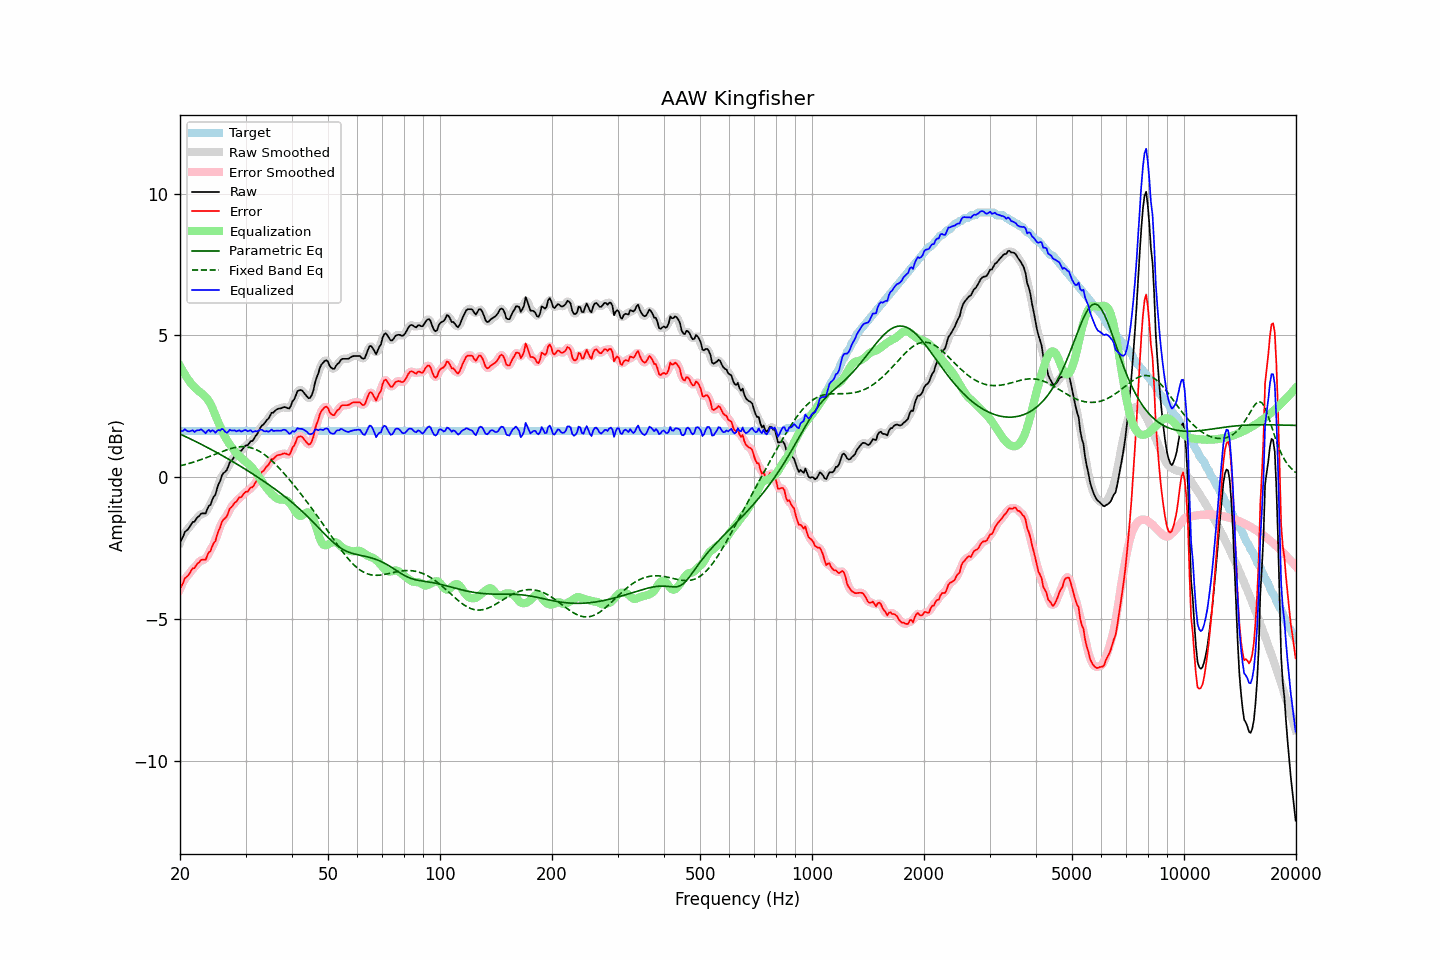 AAW Kingfisher
Target
Raw Smoothed
Error Smoothed
Raw
Error
Equalization
Parametric Eq
Fixed Band Eq
Equalized
10
5
0
−5
−10
Amplitude (dBr)
20 50 100 200 500 1000 2000 5000 10000 20000
Frequency (Hz)